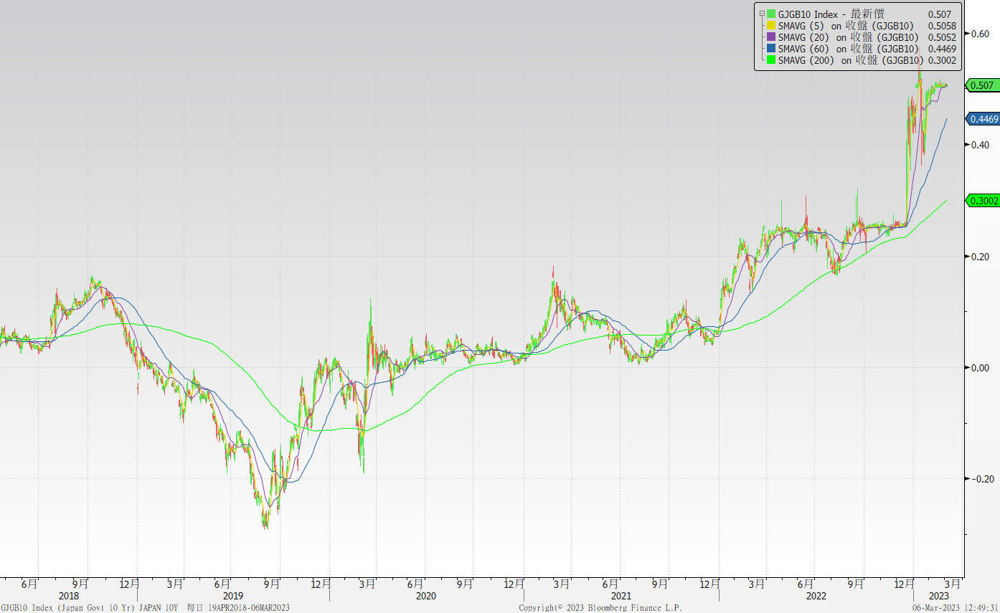 GJGB10 Index - 最新價 0.507
SMAVG (5) on 收盤 (GJGB10) 0.5058
SMAVG (20) on 收盤 (GJGB10) 0.5052
SMAVG (60) on 收盤 (GJGB10) 0.4469
SMAVG (200) on 收盤 (GJGB10) 0.3002
0.60
0.507
0.4469
0.40
0.3002
0.20
0.00
-0.20
6月 9月 12月 3月 6月 9月 12月 3月 6月 9月 12月 3月 6月 9月 12月 3月 6月 9月 12月 3月
2018 2019 2020 2021 2022 2023
GJGB10 Index (Japan Govt 10 Yr) JAPAN 10Y 每日 19APR2018-06MAR2023 Copyright© 2023 Bloomberg Finance L.P. 06-Mar-2023 12:49:31